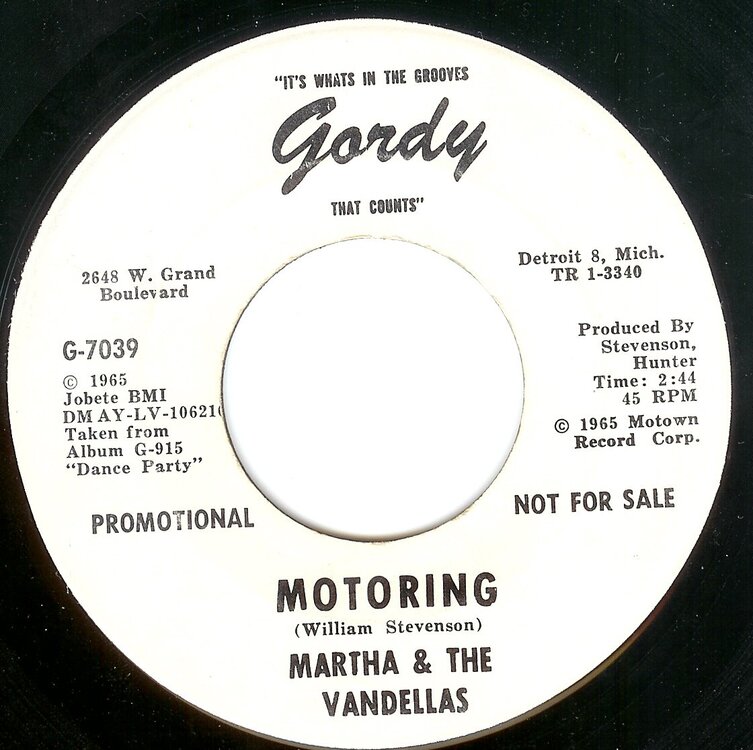 "IT'S WHATS IN THE GROOVES
Gordy
THAT COUNTS"
2648 W. Grand
Boulevard
Detroit 8, Mich.
TR 1-3340
G-7039
© 1965
Jobete BMI
DM AY-LV-10621
Taken from
Album G-915
"Dance Party"
Produced By
Stevenson,
Hunter
Time: 2:44
45 RPM
© 1965 Motown
Record Corp.
PROMOTIONAL
NOT FOR SALE
MOTORING
(William Stevenson)
MARTHA & THE
VANDELLAS